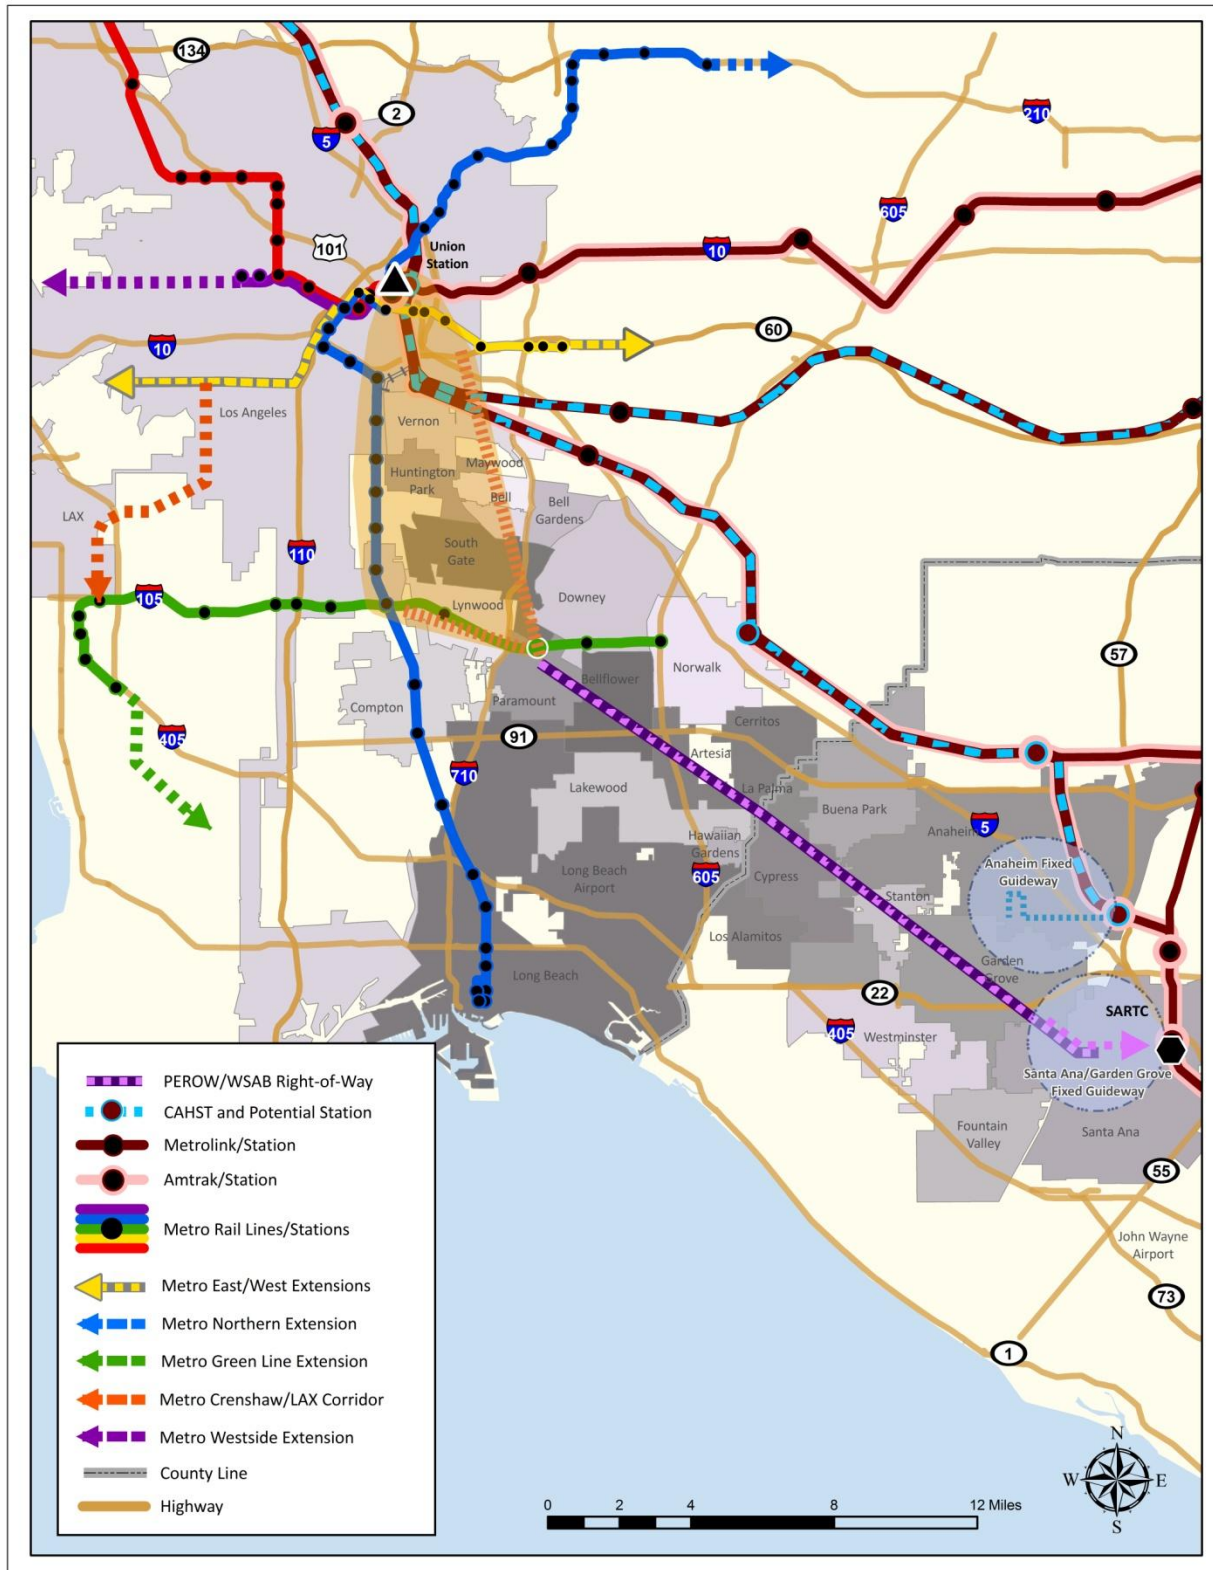 134
2
5
210
605
101
Union
Station
10
10
60
Los Angeles
Vernon
Maywood
Huntington
Park
Bell
Bell
Gardens
LAX
110
South
Gate
105
Lynwood
Downey
57
Norwalk
Bellflower
Paramount
Compton
405
91
Cerritos
Artesia
710
Lakewood
La Palma
Buena Park
Anaheim
5
Hawaiian
Gardens
Anaheim Fixed
Guideway
Long Beach
Airport
605
Cypress
Stanton
Los Alamitos
Garden
Grove
Long Beach
22
SARTC
405
Westminster
Santa Ana/Garden Grove
Fixed Guideway
Fountain
Valley
Santa Ana
55
John Wayne
Airport
73
1
PEROW/WSAB Right-of-Way
CAHST and Potential Station
Metrolink/Station
Amtrak/Station
Metro Rail Lines/Stations
Metro East/West Extensions
Metro Northern Extension
Metro Green Line Extension
Metro Crenshaw/LAX Corridor
Metro Westside Extension
County Line
Highway
N
W E
S
0 2 4 8 12 Miles